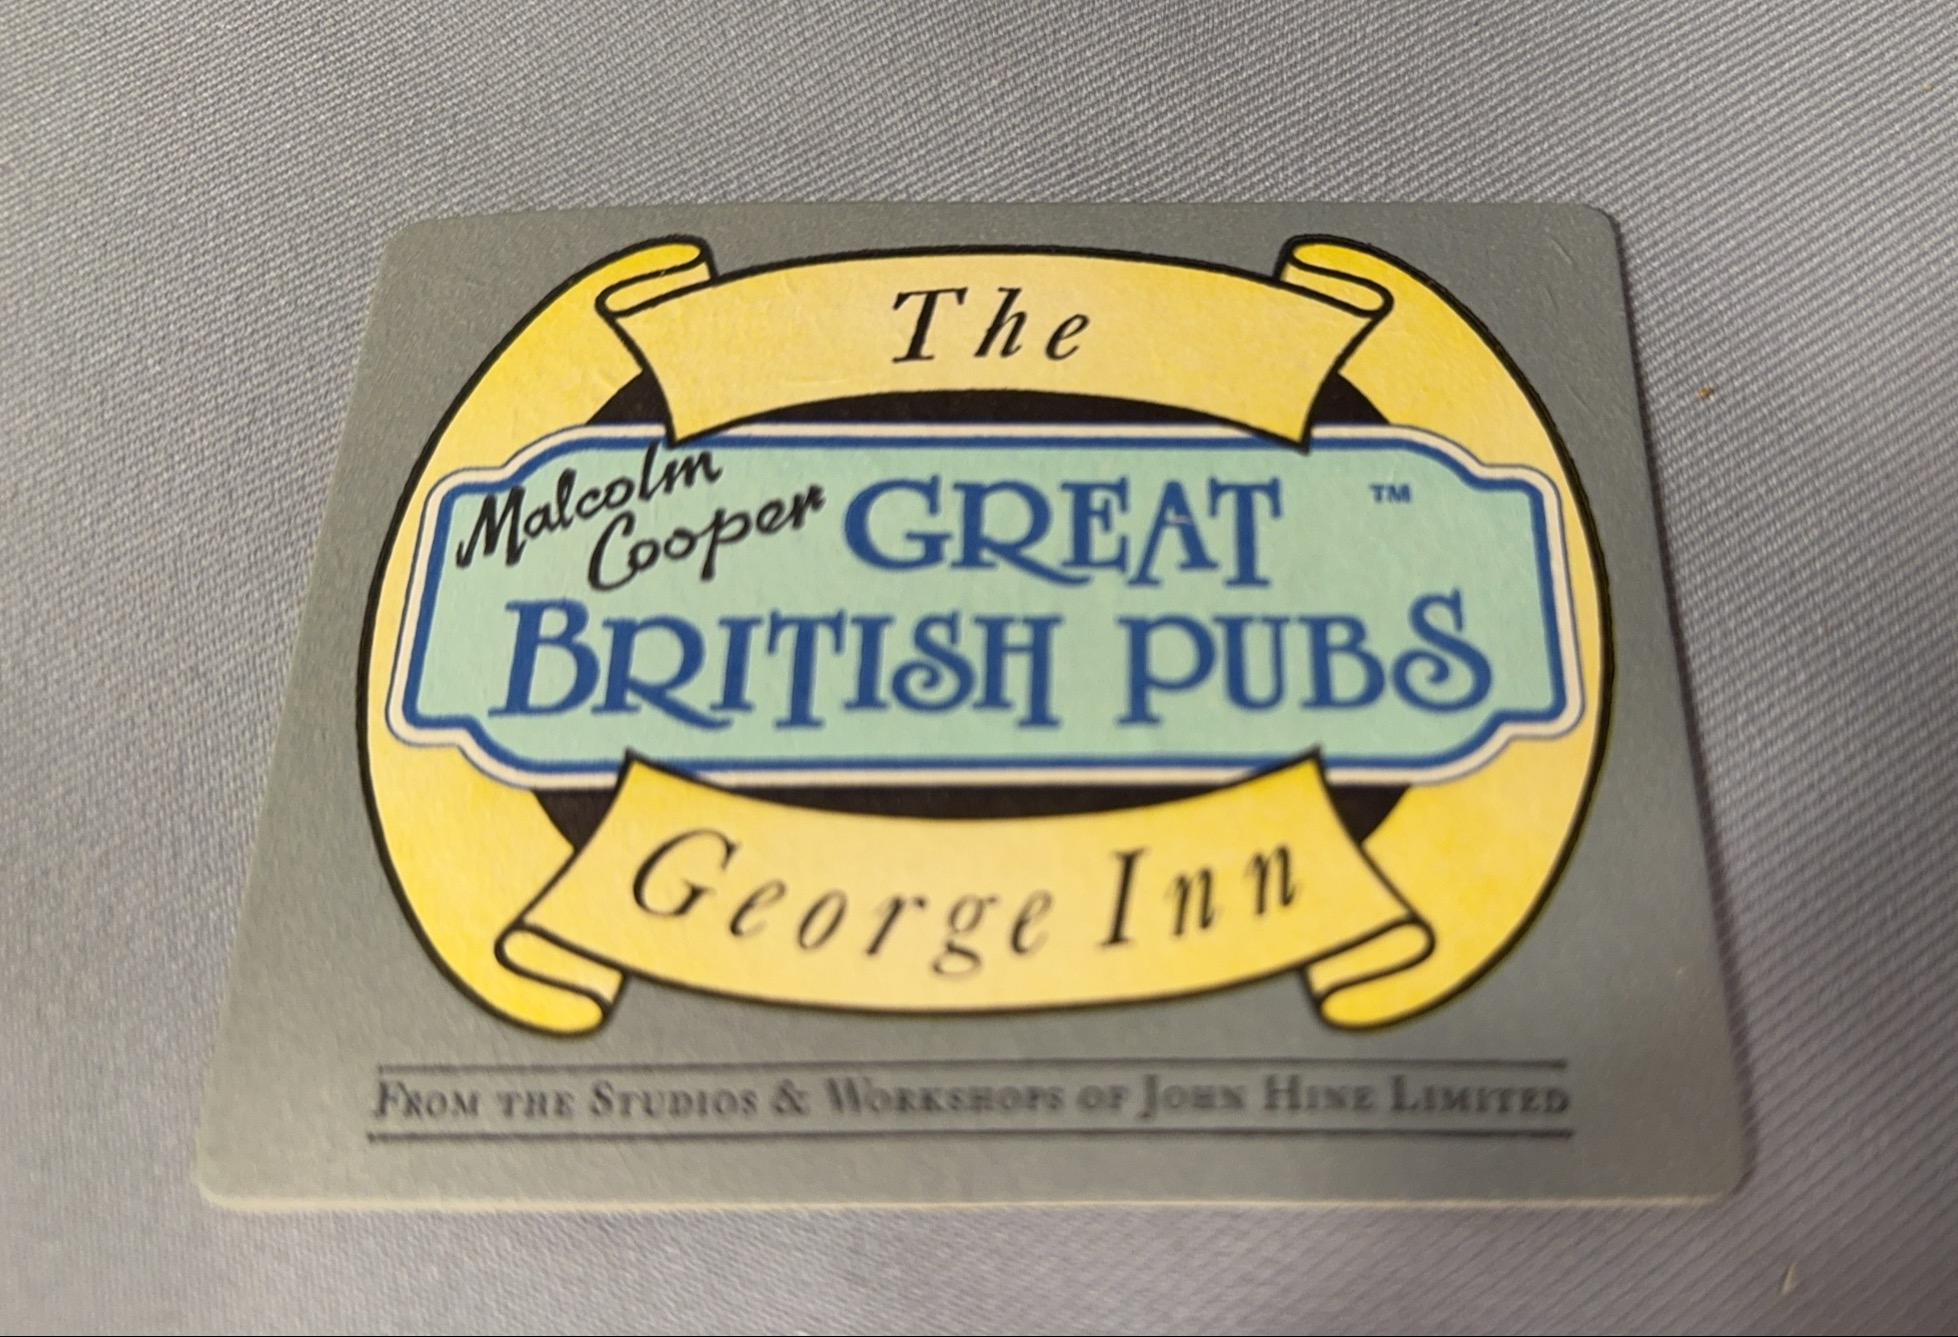 The
Malcolm
Cooper
GREAT ™
BRITISH PUBS
George Inn
FROM THE STUDIOS & WORKSHOPS OF JOHN HINE LIMITED